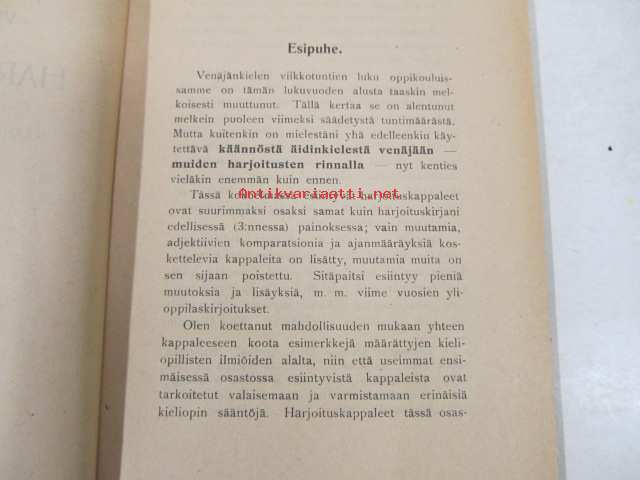 Esipuhe.
Venäjänkielen viikkotuntien luku oppikouluis-
samme on tämän lukuvuoden alusta taaskin mel-
koisesti muuttunut. Tällä kertaa se on alentunut
melkein puoleen viimeksi säädetystä tuntimäärästä.
Mutta kuitenkin on mielestäni yhä edelleenkin käy-
tettävä käännöstä äidinkielestä venäjään —
muiden harjoitusten rinnalla — nyt kenties
vieläkin enemmän kuin ennen.
Tässä esiintyvät harjoituskappaleet
Antikvariaatti.net
ovat suurimmaksi osaksi samat kuin harjoituskirjani
edellisessä (3:nnessa) painoksessa; vain muutamia,
adjektiivien komparatsionia ja ajanmääräyksiä kos-
kettelevia kappaleita on lisätty, muutamia muita on
sen sijaan poistettu. Sitäpaitsi esiintyy pieniä
muutoksia ja lisäyksiä, m. m. viime vuosien yli-
oppilaskirjoitukset.
Olen koettanut mahdollisuuden mukaan yhteen
kappaleeseen koota esimerkkejä määrättyjen kieli-
opillisten ilmiöiden alalta, niin että useimmat ensi-
mäisessä osastossa esiintyvistä kappaleista ovat
tarkoitetut valaisemaan ja varmistamaan erinäisiä
kieliopin sääntöjä. Harjoituskappaleet tässä osas-